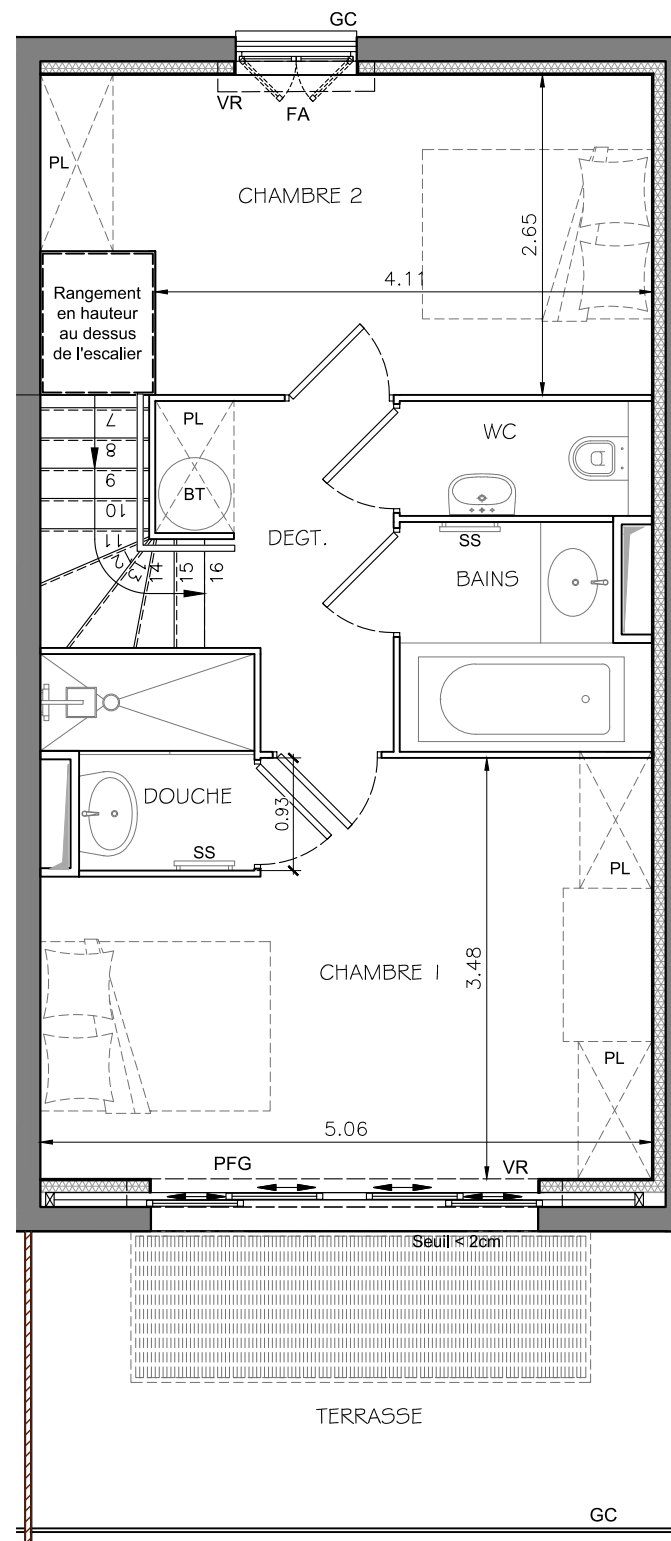 GC
VR
FA
PL
CHAMBRE 2
2.65
4.11
Rangement
en hauteur
au dessus
de l'escalier
7
8
9
10
11
12
13
14
15
16
PL
BT
WC
DEGT.
SS
BAINS
DOUCHE
SS
0.93
PL
CHAMBRE 1
3.48
PL
5.06
PFG
VR
Seuil < 2cm
TERRASSE
GC